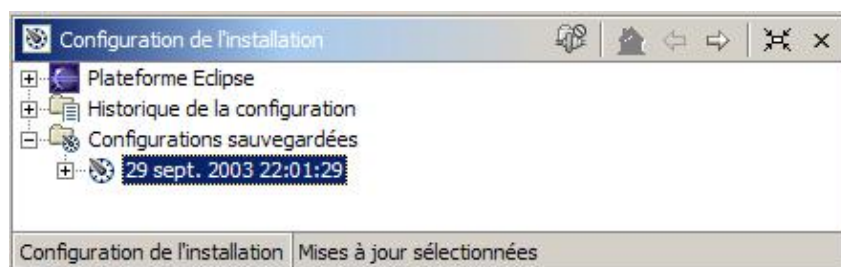 Configuration de l'installation
Plateforme Eclipse
Historique de la configuration
Configurations sauvegardées
29 sept. 2003 22:01:29
Configuration de l'installation Mises à jour sélectionnées